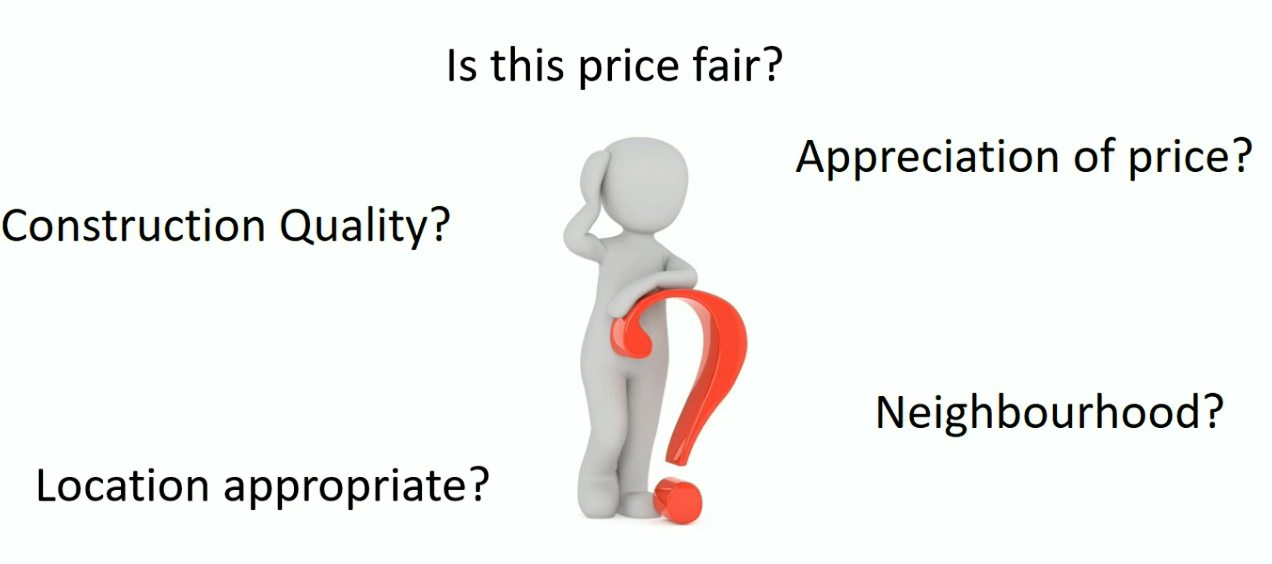 Is this price fair?
Appreciation of price?
Construction Quality?
Neighbourhood?
Location appropriate?